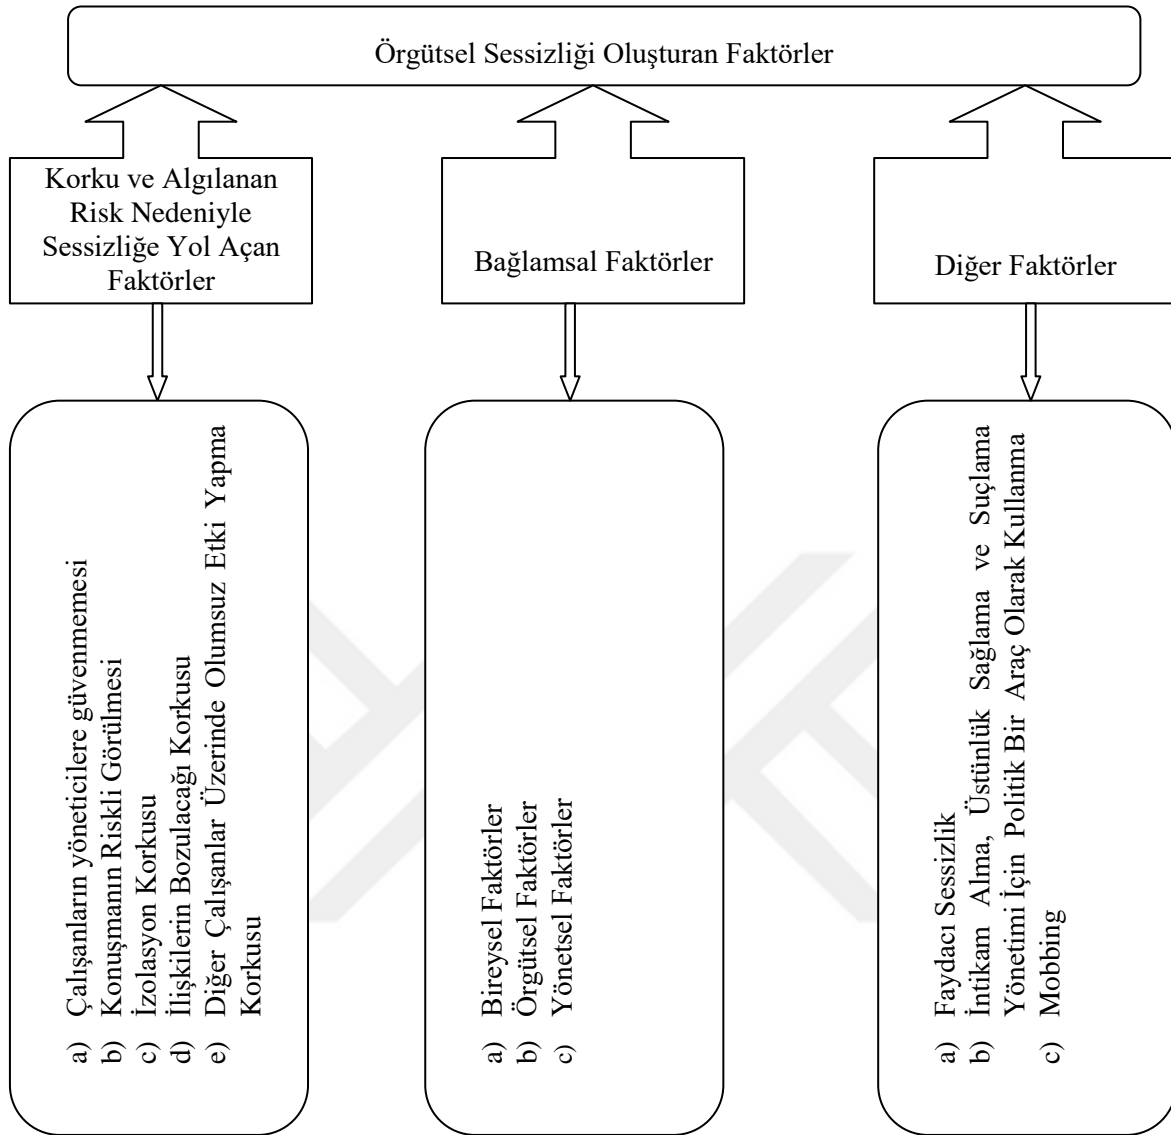 Örgütsel Sessizliği Oluşturan Faktörler
Korku ve Algılanan
Risk Nedeniyle
Sessizliğe Yol Açan
Faktörler
Bağlamsal Faktörler
Diğer Faktörler
a) Çalışanların yöneticilere güvenmemesi
b) Konuşmanın Riskli Görülmesi
c) İzolasyon Korkusu
d) İlişkilerin Bozulacağı Korkusu
e) Diğer Çalışanlar Üzerinde Olumsuz Etki Yapma
Korkusu
a) Bireysel Faktörler
b) Örgütsel Faktörler
c) Yönetsel Faktörler
a) Faydacı Sessizlik
b) İntikam Alma, Üstünlük Sağlama ve Suçlama
Yönetimi İçin Politik Bir Araç Olarak Kullanma
c) Mobbing